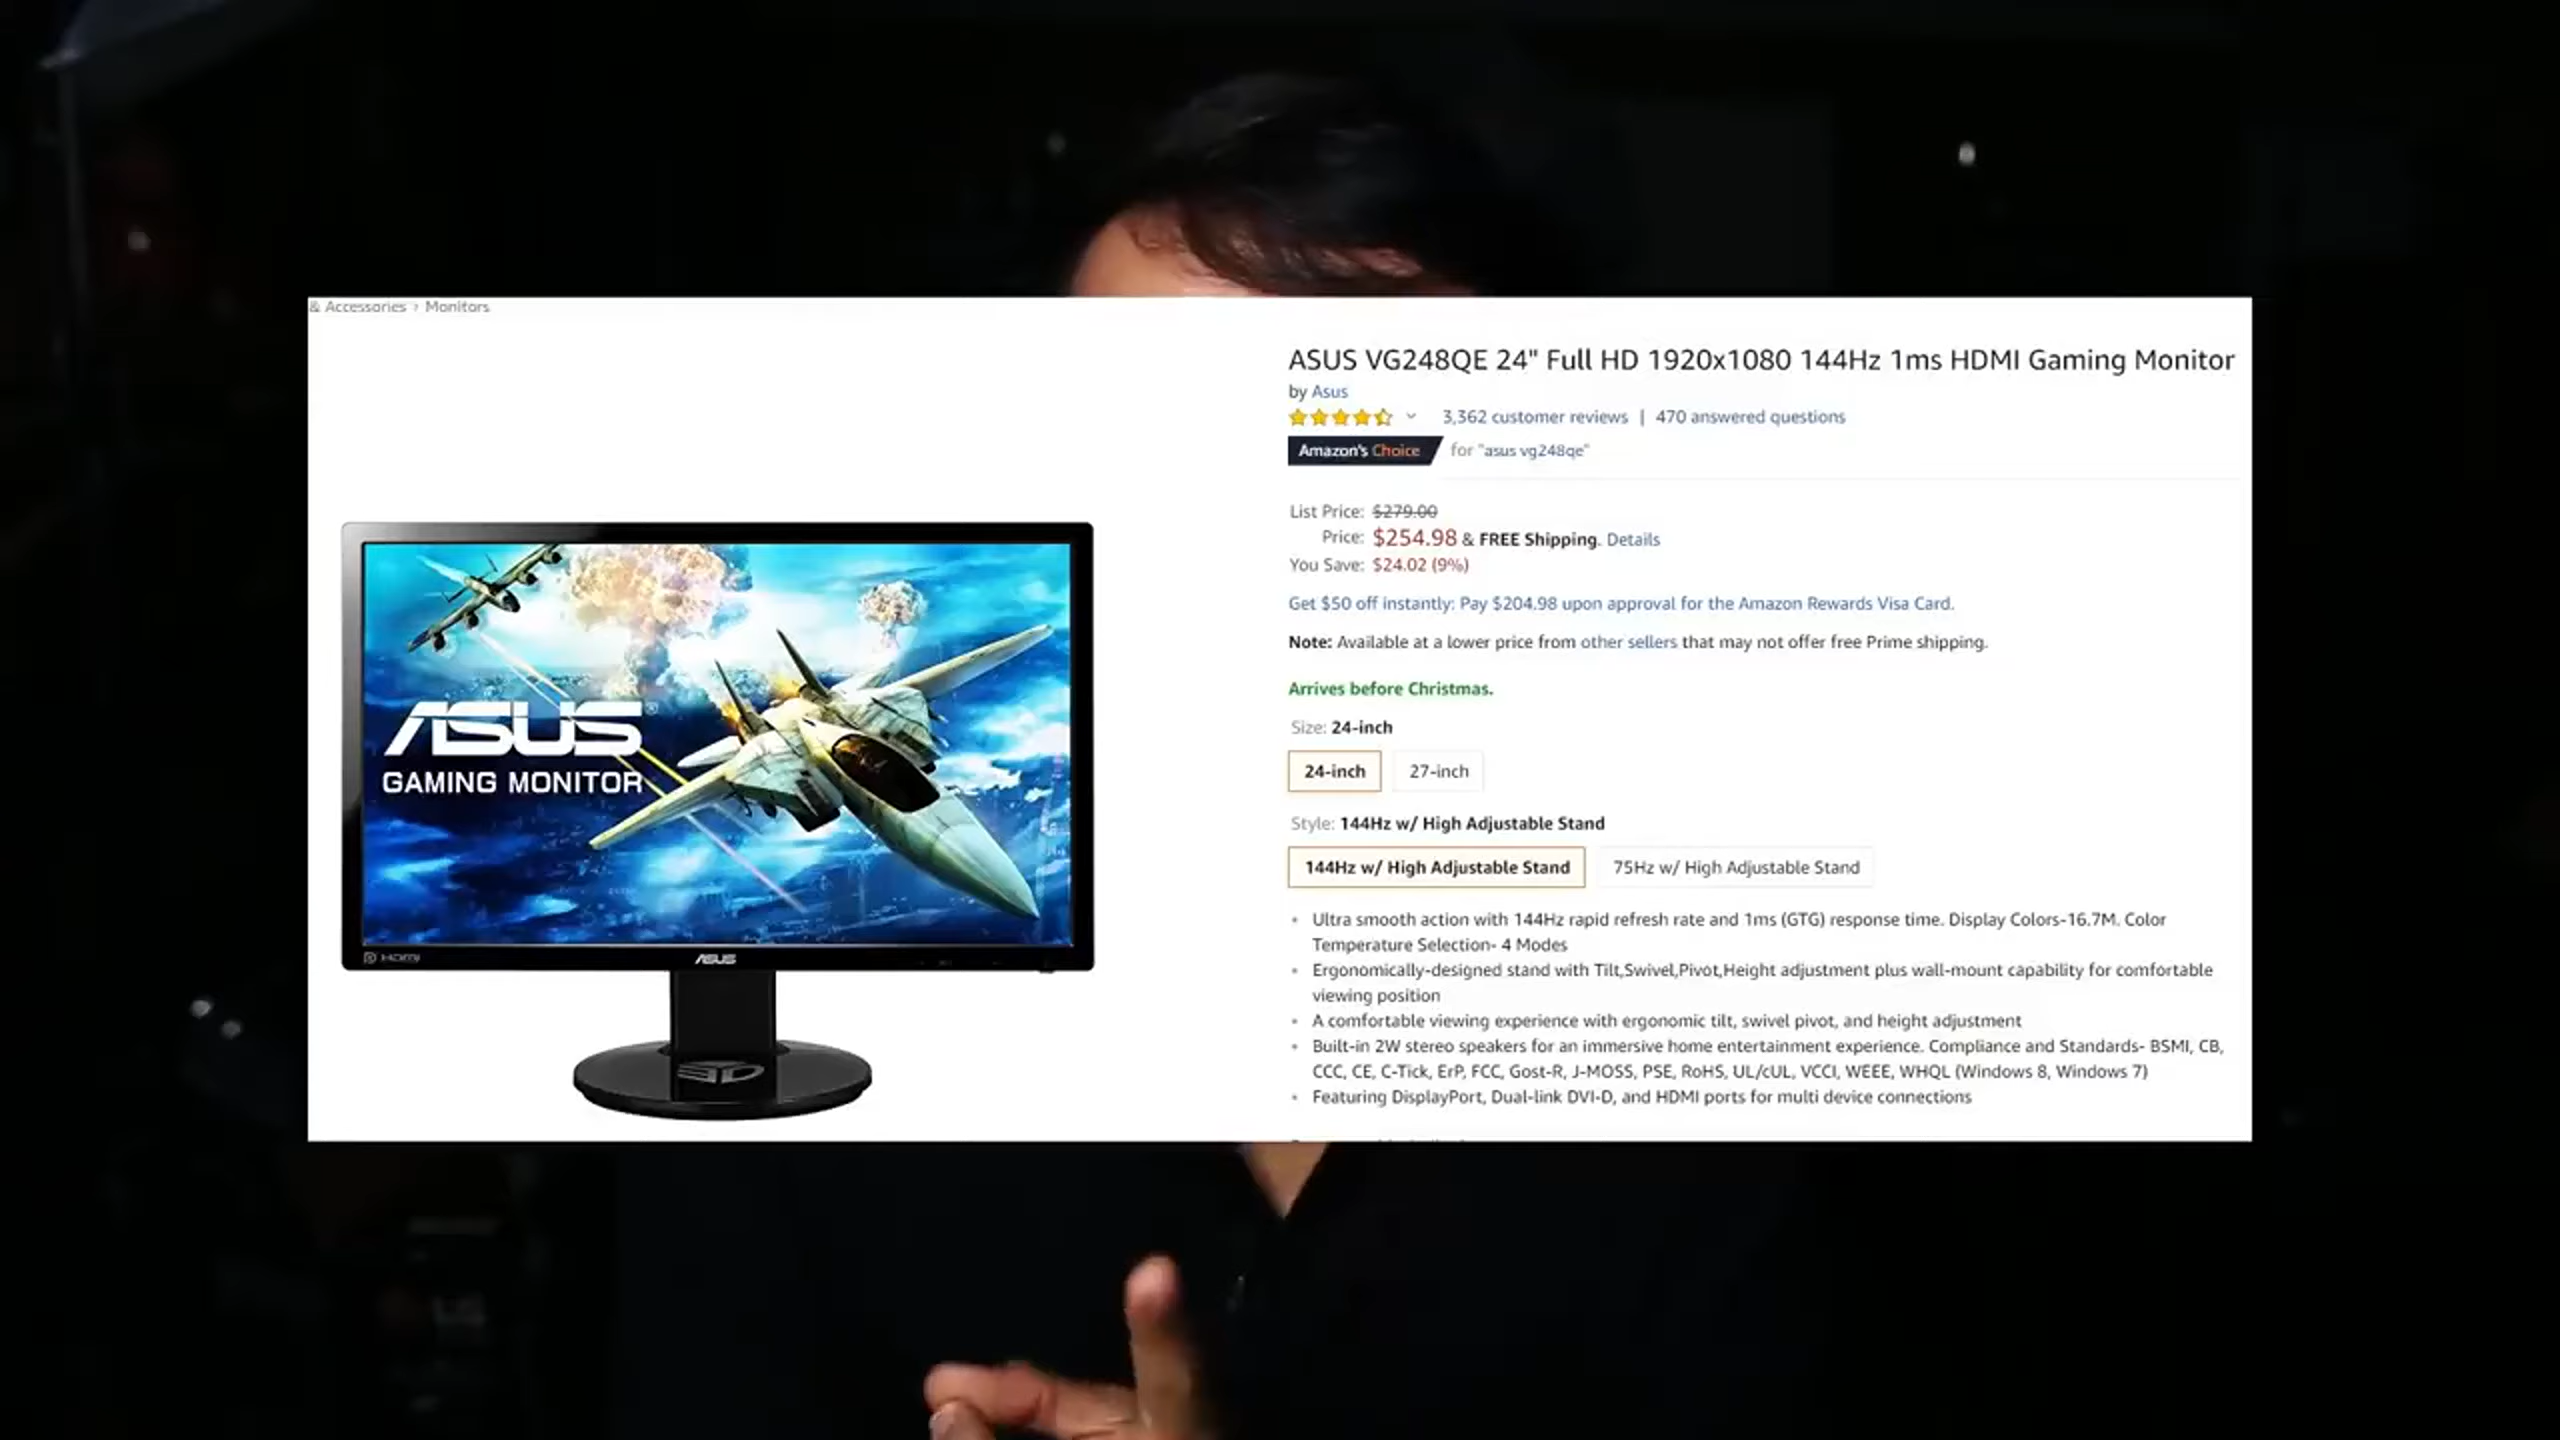 & Accessories › Monitors
ASUS VG248QE 24" Full HD 1920x1080 144Hz 1ms HDMI Gaming Monitor
by Asus
3,362 customer reviews | 470 answered questions
Amazon's Choice for "asus vg248qe"
List Price: $279.00
Price: $254.98 & FREE Shipping. Details
You Save: $24.02 (9%)
Get $50 off instantly: Pay $204.98 upon approval for the Amazon Rewards Visa Card.
Note: Available at a lower price from other sellers that may not offer free Prime shipping.
Arrives before Christmas.
Size: 24-inch
24-inch 27-inch
Style: 144Hz w/ High Adjustable Stand
144Hz w/ High Adjustable Stand 75Hz w/ High Adjustable Stand
• Ultra smooth action with 144Hz rapid refresh rate and 1ms (GTG) response time. Display Colors-16.7M. Color
Temperature Selection- 4 Modes
• Ergonomically-designed stand with Tilt,Swivel,Pivot,Height adjustment plus wall-mount capability for comfortable
viewing position
• A comfortable viewing experience with ergonomic tilt, swivel pivot, and height adjustment
• Built-in 2W stereo speakers for an immersive home entertainment experience. Compliance and Standards- BSMI, CB,
CCC, CE, C-Tick, ErP, FCC, Gost-R, J-MOSS, PSE, RoHS, UL/cUL, VCCI, WEEE, WHQL (Windows 8, Windows 7)
• Featuring DisplayPort, Dual-link DVI-D, and HDMI ports for multi device connections
ASUS®
GAMING MONITOR
HDMI
ASUS
3D